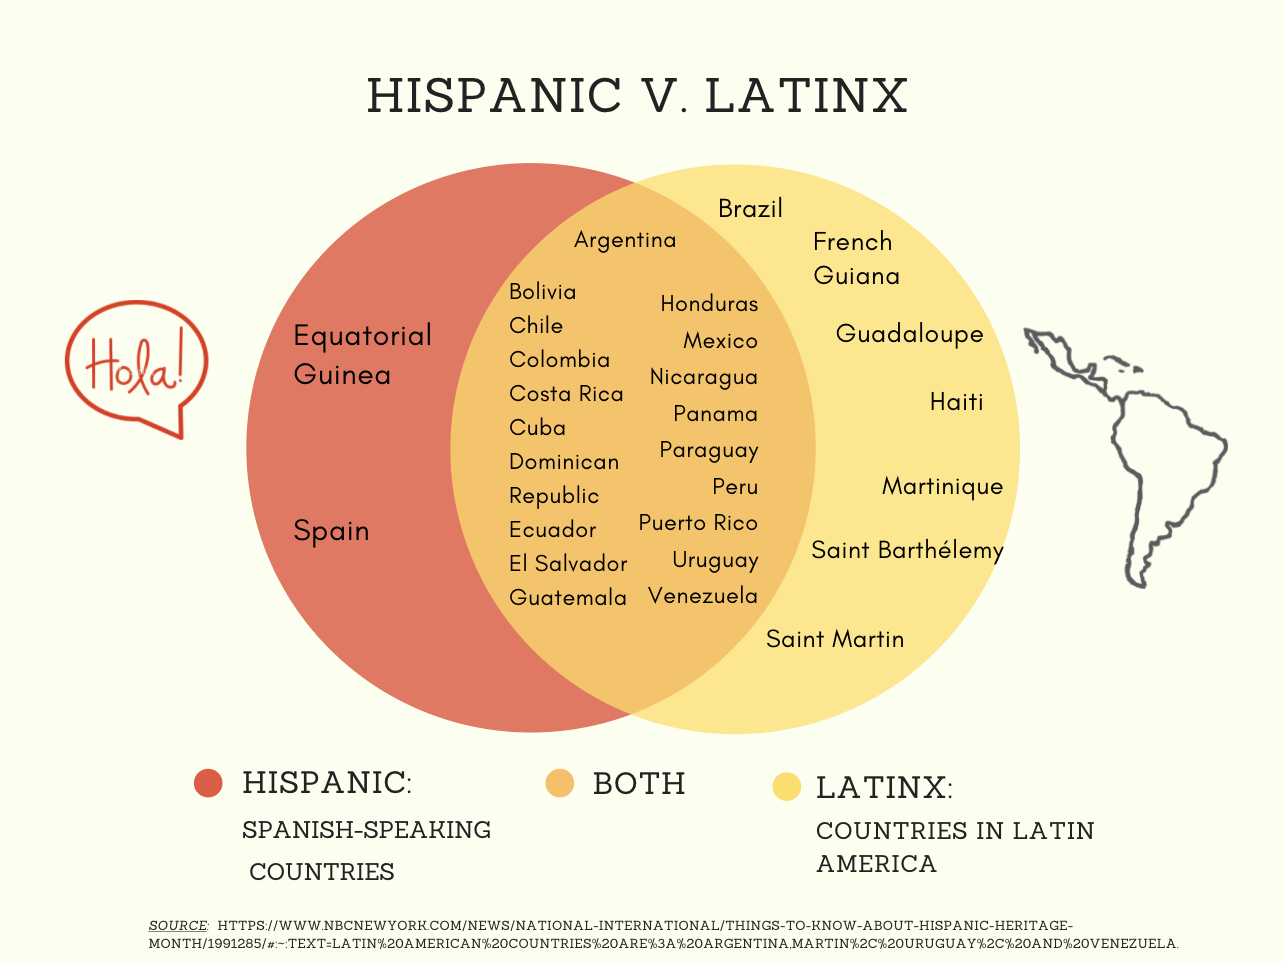 HISPANIC V. LATINX
Hola!
Equatorial
Guinea
Spain
Argentina
Bolivia
Chile
Colombia
Costa Rica
Cuba
Dominican
Republic
Ecuador
El Salvador
Guatemala
Honduras
Mexico
Nicaragua
Panama
Paraguay
Peru
Puerto Rico
Uruguay
Venezuela
Brazil
French
Guiana
Guadaloupe
Haiti
Martinique
Saint Barthélemy
Saint Martin
HISPANIC:
SPANISH-SPEAKING
COUNTRIES
BOTH
LATINX:
COUNTRIES IN LATIN
AMERICA
SOURCE: HTTPS://WWW.NBCNEWYORK.COM/NEWS/NATIONAL-INTERNATIONAL/THINGS-TO-KNOW-ABOUT-HISPANIC-HERITAGE-
MONTH/1991285/#:~:TEXT=LATIN%20AMERICAN%20COUNTRIES%20ARE%3A%20ARGENTINA,MARTIN%2C%20URUGUAY%2C%20AND%20VENEZUELA.